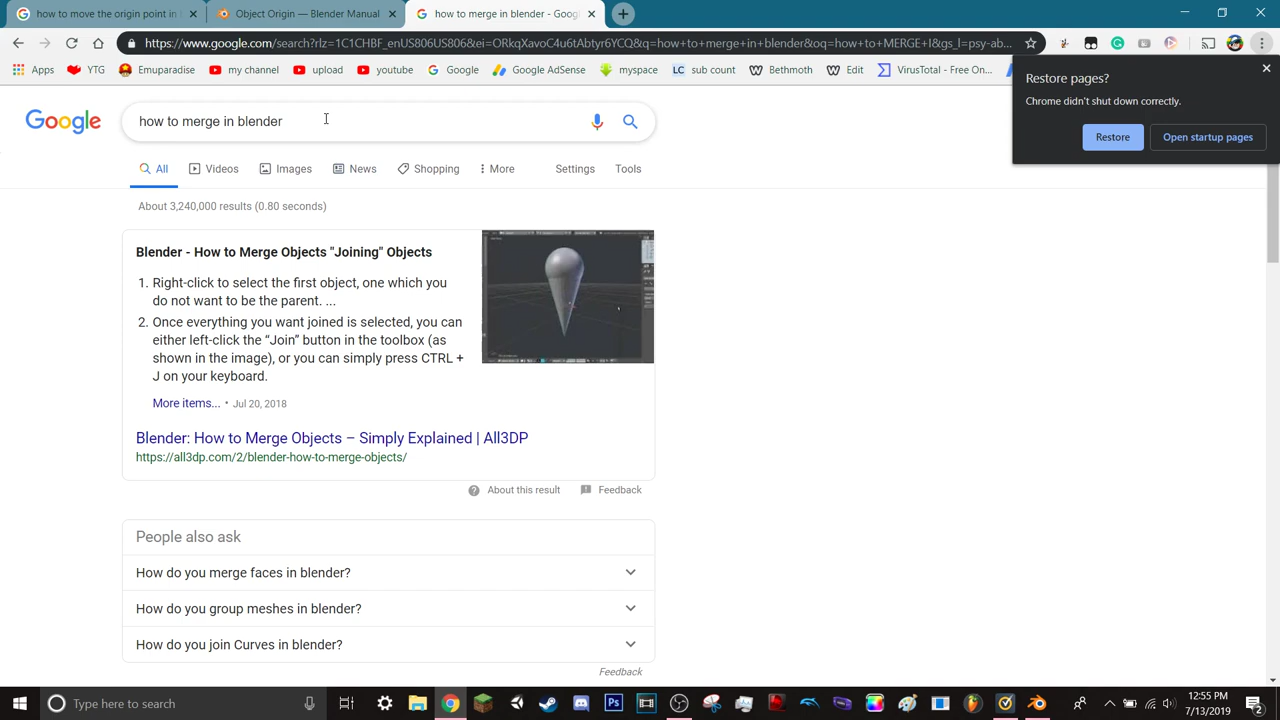 how to move the origin in
Object Origin — Blender Manual
how to merge in blender - Goog
https://www.google.com/search?rlz=1C1CHBF_enUS806US806&ei=ORkqXavoC4u6tAbtyr6YCQ&q=how+to+merge+in+blender&oq=how+to+MERGE+I&gs_l=psy-ab...
Apps
YTG
Emupardise
my channel
upload
youtube
Google
Google AdSense
myspace
sub count
Bethmoth
Edit
VirusTotal - Free On...
Restore pages?
Chrome didn't shut down correctly.
Restore
Open startup pages
Google
how to merge in blender
All
Videos
Images
News
Shopping
More
Settings
Tools
About 3,240,000 results (0.80 seconds)
Blender - How to Merge Objects "Joining" Objects
1. Right-click to select the first object, one which you
do not want to be the parent. ...
2. Once everything you want joined is selected, you can
either left-click the “Join” button in the toolbox (as
shown in the image), or you can simply press CTRL +
J on your keyboard.
More items... • Jul 20, 2018
Blender: How to Merge Objects – Simply Explained | All3DP
https://all3dp.com/2/blender-how-to-merge-objects/
About this result
Feedback
People also ask
How do you merge faces in blender?
How do you group meshes in blender?
How do you join Curves in blender?
Feedback
Type here to search
12:55 PM
7/13/2019